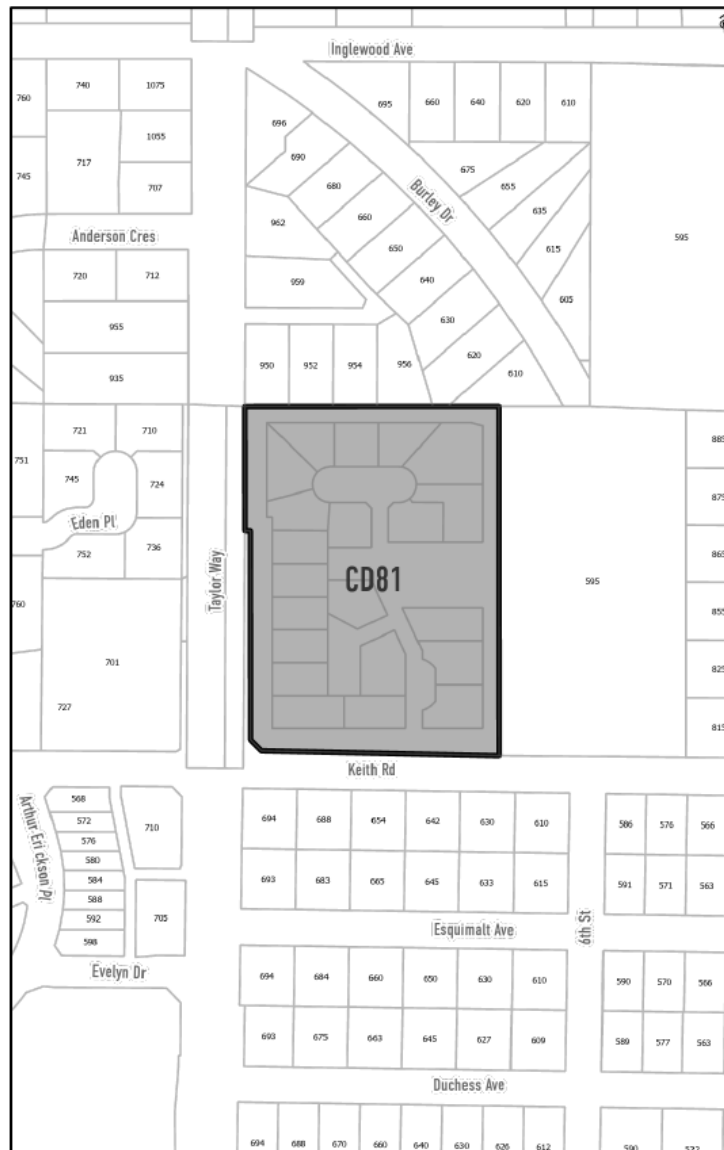 Inglewood Ave
740 1075
760 695 660 640 620 610
696
717 1055
690
745 675
707 680 655
Burley Dr
660 635
962
Anderson Cres 595
650 615
720 712 640
959 605
955 630
620
950 952 954 956
935 610
721 710 885
751
745 724 875
Eden Pl
752 736 865
Taylor Way
CD81
595
760 855
701 825
727
815
Keith Rd
568
694 688 654 642 630 610 586 576 566
572
710
576
Arthur Erickson Pl
580
693 683 665 645 633 615 591 571 563
584
588
592 705
598
Esquimalt Ave
6th St
Evelyn Dr
694 684 660 650 630 610 590 570 566
693 675 663 645 627 609 589 577 563
Duchess Ave
694 688 670 660 640 630 626 612
590